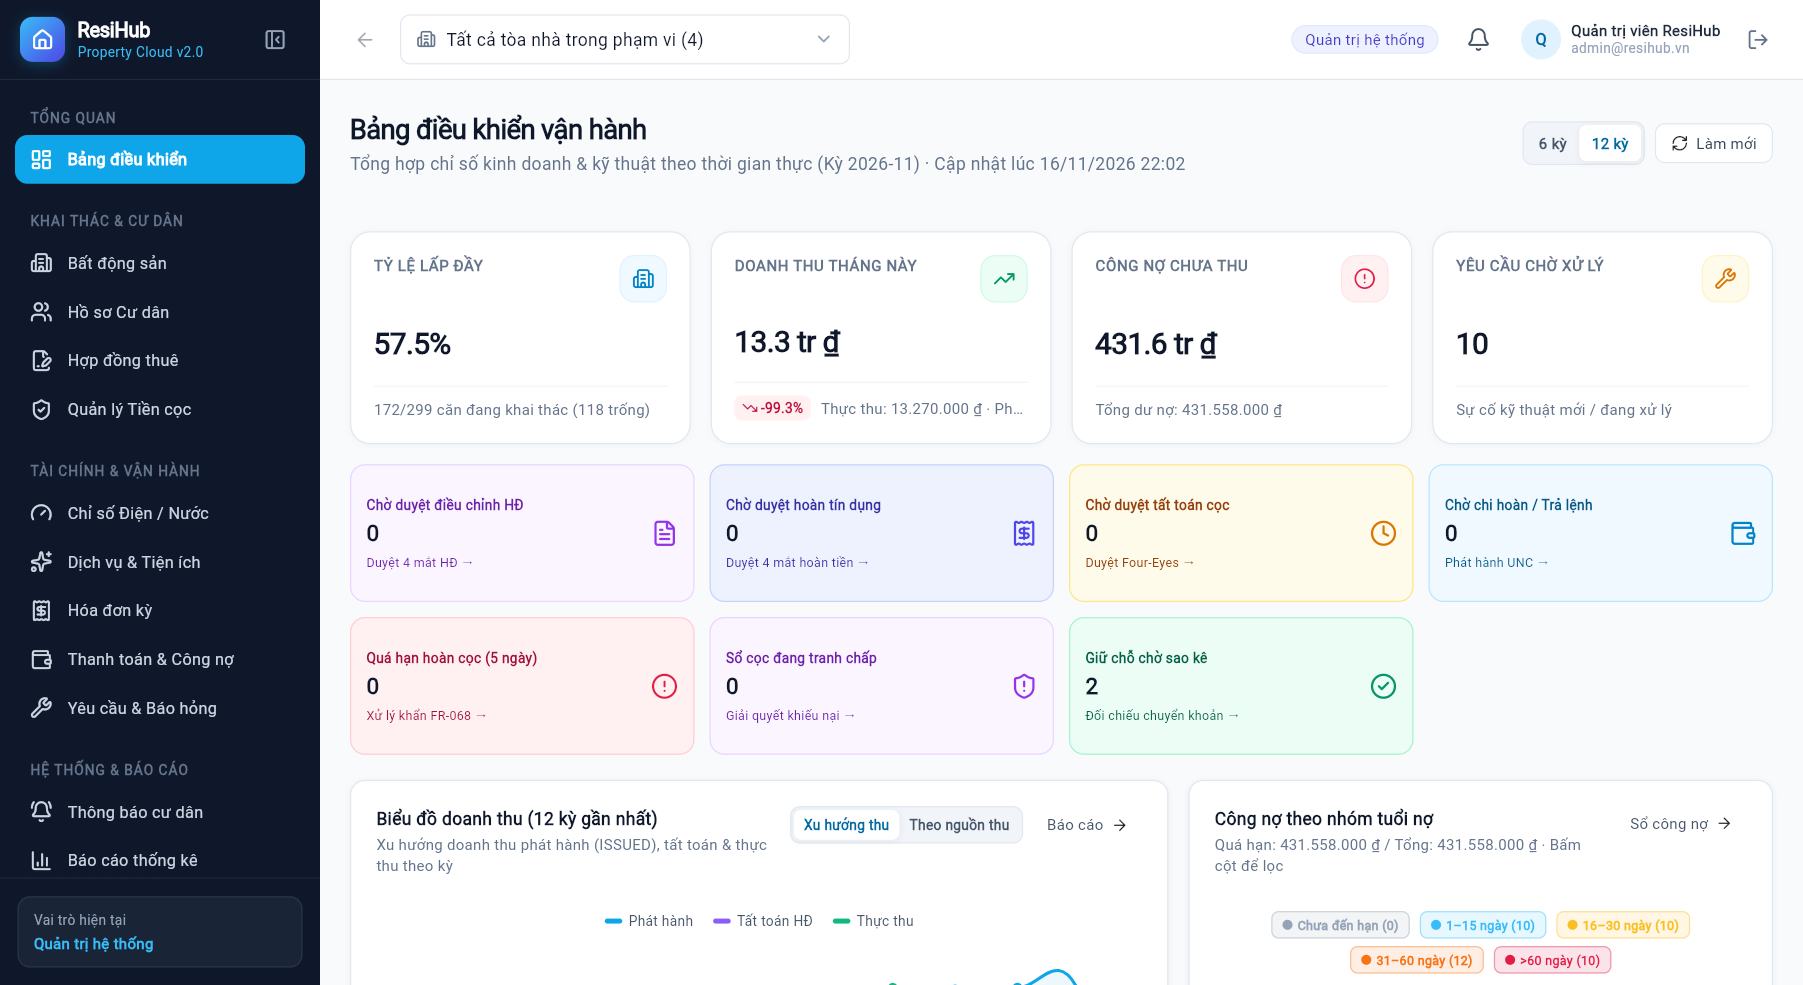 ResiHub
Property Cloud v2.0
TỔNG QUAN
Bảng điều khiển
KHAI THÁC & CƯ DÂN
Bất động sản
Hồ sơ Cư dân
Hợp đồng thuê
Quản lý Tiền cọc
TÀI CHÍNH & VẬN HÀNH
Chỉ số Điện / Nước
Dịch vụ & Tiện ích
Hóa đơn kỳ
Thanh toán & Công nợ
Yêu cầu & Báo hỏng
HỆ THỐNG & BÁO CÁO
Thông báo cư dân
Báo cáo thống kê
Vai trò hiện tại
Quản trị hệ thống
Tất cả tòa nhà trong phạm vi (4)
Quản trị hệ thống
Q
Quản trị viên ResiHub
admin@resihub.vn
Bảng điều khiển vận hành
Tổng hợp chỉ số kinh doanh & kỹ thuật theo thời gian thực (Kỳ 2026-11) · Cập nhật lúc 16/11/2026 22:02
6 kỳ
12 kỳ
Làm mới
TỶ LỆ LẤP ĐẦY
57.5%
172/299 căn đang khai thác (118 trống)
DOANH THU THÁNG NÀY
13.3 tr ₫
-99.3%
Thực thu: 13.270.000 ₫ · Ph...
CÔNG NỢ CHƯA THU
431.6 tr ₫
Tổng dư nợ: 431.558.000 ₫
YÊU CẦU CHỜ XỬ LÝ
10
Sự cố kỹ thuật mới / đang xử lý
Chờ duyệt điều chỉnh HĐ
0
Duyệt 4 mắt HĐ →
Chờ duyệt hoàn tín dụng
0
Duyệt 4 mắt hoàn tiền →
Chờ duyệt tất toán cọc
0
Duyệt Four-Eyes →
Chờ chi hoàn / Trả lệnh
0
Phát hành UNC →
Quá hạn hoàn cọc (5 ngày)
0
Xử lý khẩn FR-068 →
Sổ cọc đang tranh chấp
0
Giải quyết khiếu nại →
Giữ chỗ chờ sao kê
2
Đối chiếu chuyển khoản →
Biểu đồ doanh thu (12 kỳ gần nhất)
Xu hướng doanh thu phát hành (ISSUED), tất toán & thực
thu theo kỳ
Xu hướng thu
Theo nguồn thu
Báo cáo →
Phát hành
Tất toán HĐ
Thực thu
Công nợ theo nhóm tuổi nợ
Quá hạn: 431.558.000 ₫ / Tổng: 431.558.000 ₫ · Bấm
cột để lọc
Sổ công nợ →
Chưa đến hạn (0)
1–15 ngày (10)
16–30 ngày (10)
31–60 ngày (12)
>60 ngày (10)